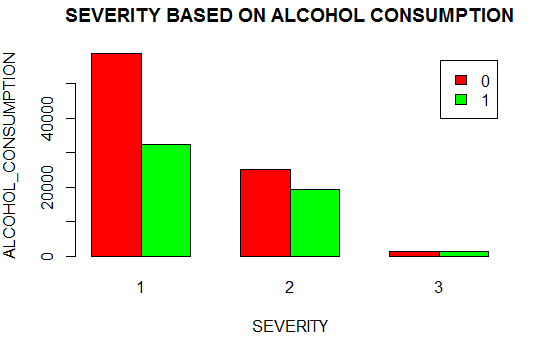 SEVERITY BASED ON ALCOHOL CONSUMPTION
ALCOHOL_CONSUMPTION
40000
20000
0
0
1
1
2
3
SEVERITY